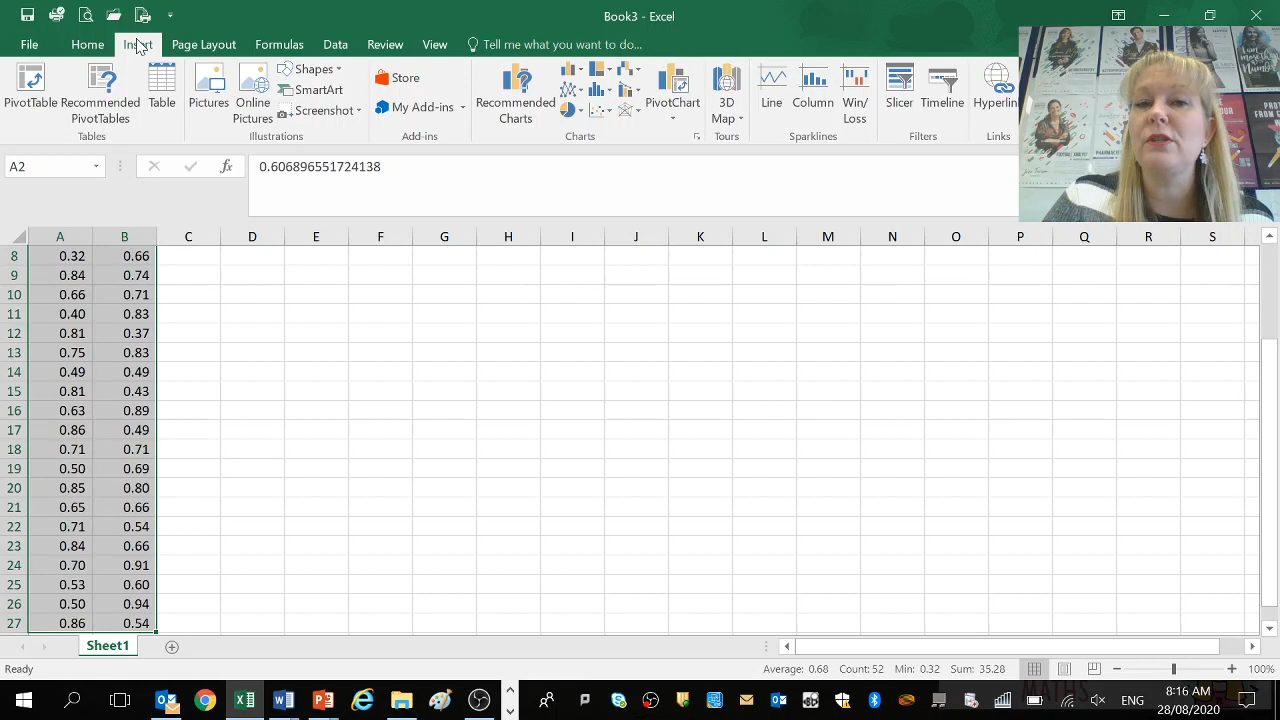 Book3 - Excel
File Home Insert Page Layout Formulas Data Review View Tell me what you want to do...
PivotTable Recommended PivotTables Table Pictures Online Pictures Shapes SmartArt Screenshot Store My Add-ins Recommended Charts PivotChart 3D Map Line Column Win/Loss Slicer Timeline Hyperlin
Tables Illustrations Add-ins Charts Tours Sparklines Filters Links
A2 fx 0.606896551724138
A B C D E F G H I J K L M N O P Q R S
8 0.32 0.66
9 0.84 0.74
10 0.66 0.71
11 0.40 0.83
12 0.81 0.37
13 0.75 0.83
14 0.49 0.49
15 0.81 0.43
16 0.63 0.89
17 0.86 0.49
18 0.71 0.71
19 0.50 0.69
20 0.85 0.80
21 0.65 0.66
22 0.71 0.54
23 0.84 0.66
24 0.70 0.91
25 0.53 0.60
26 0.50 0.94
27 0.86 0.54
Sheet1
Ready Average: 0.68 Count: 52 Min: 0.32 Sum: 35.28 100%
ENG 8:16 AM
28/08/2020